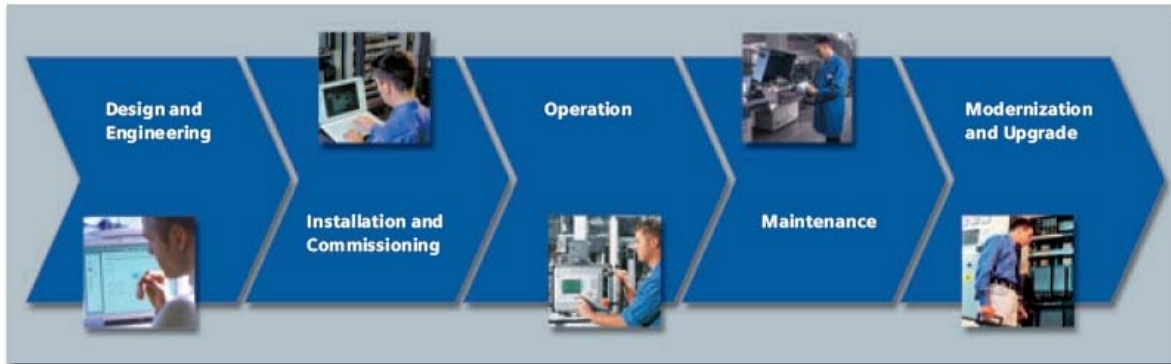 Design and
Engineering
Installation and
Commissioning
Operation
Maintenance
Modernization
and Upgrade